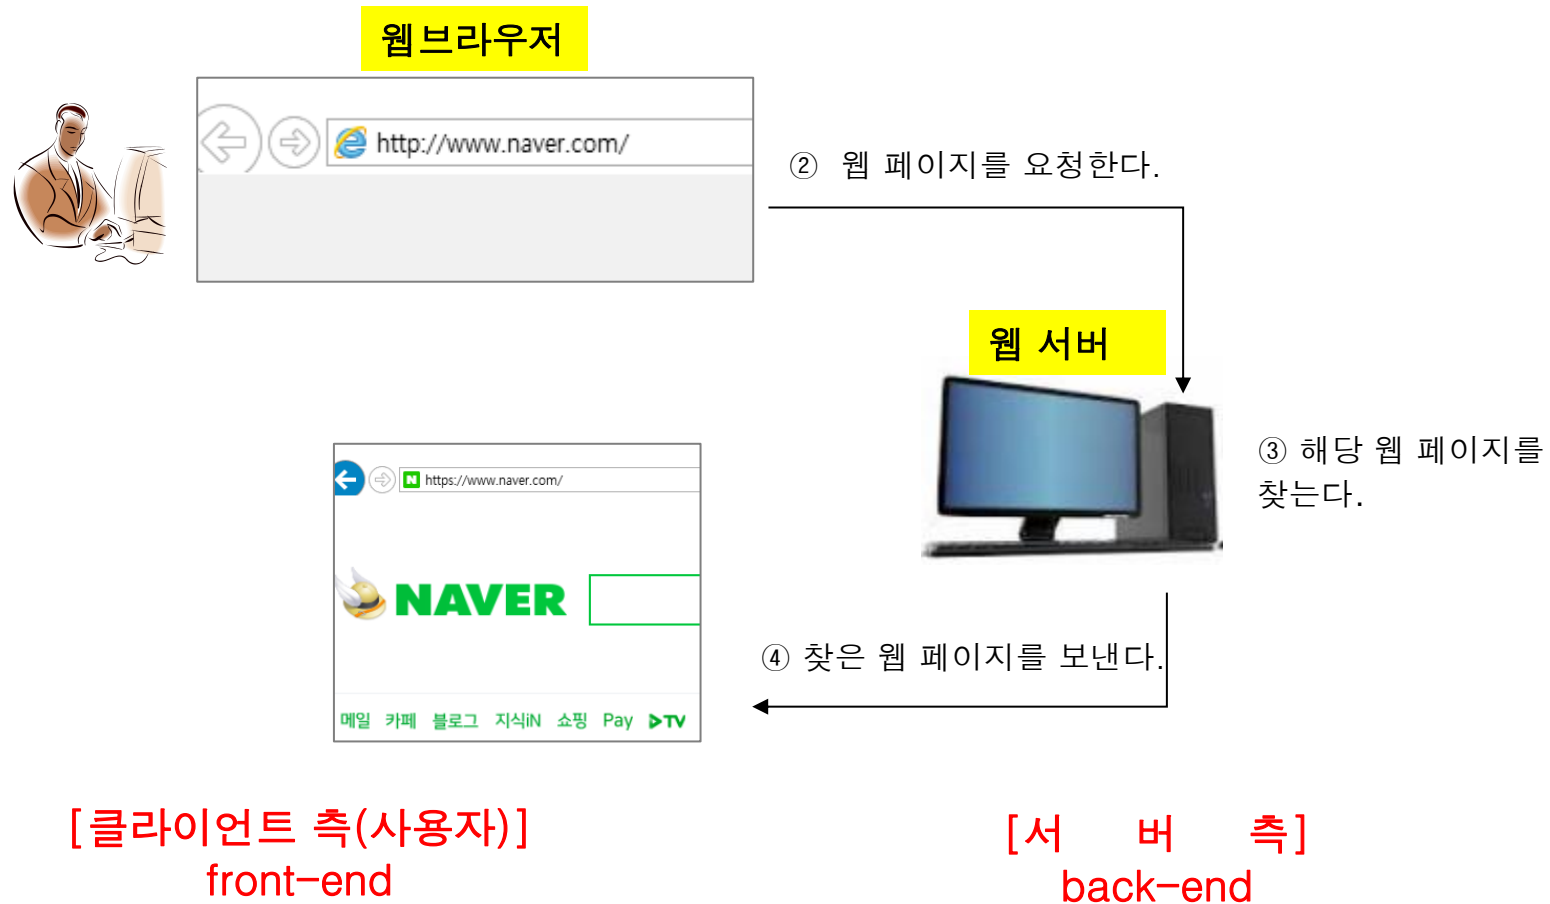 웹브라우저
http://www.naver.com/
② 웹 페이지를 요청한다.
웹 서버
③ 해당 웹 페이지를
찾는다.
N https://www.naver.com/
NAVER
④ 찾은 웹 페이지를 보낸다.
메일 카페 블로그 지식iN 쇼핑 Pay TV
[클라이언트 측(사용자)]
front-end
[서 버 측]
back-end